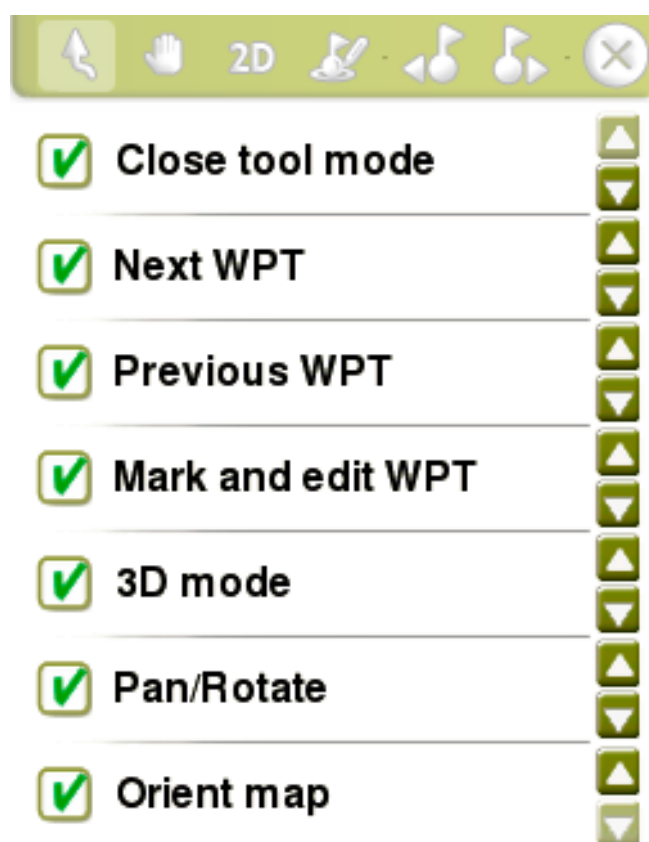 2D
Close tool mode
Next WPT
Previous WPT
Mark and edit WPT
3D mode
Pan/Rotate
Orient map